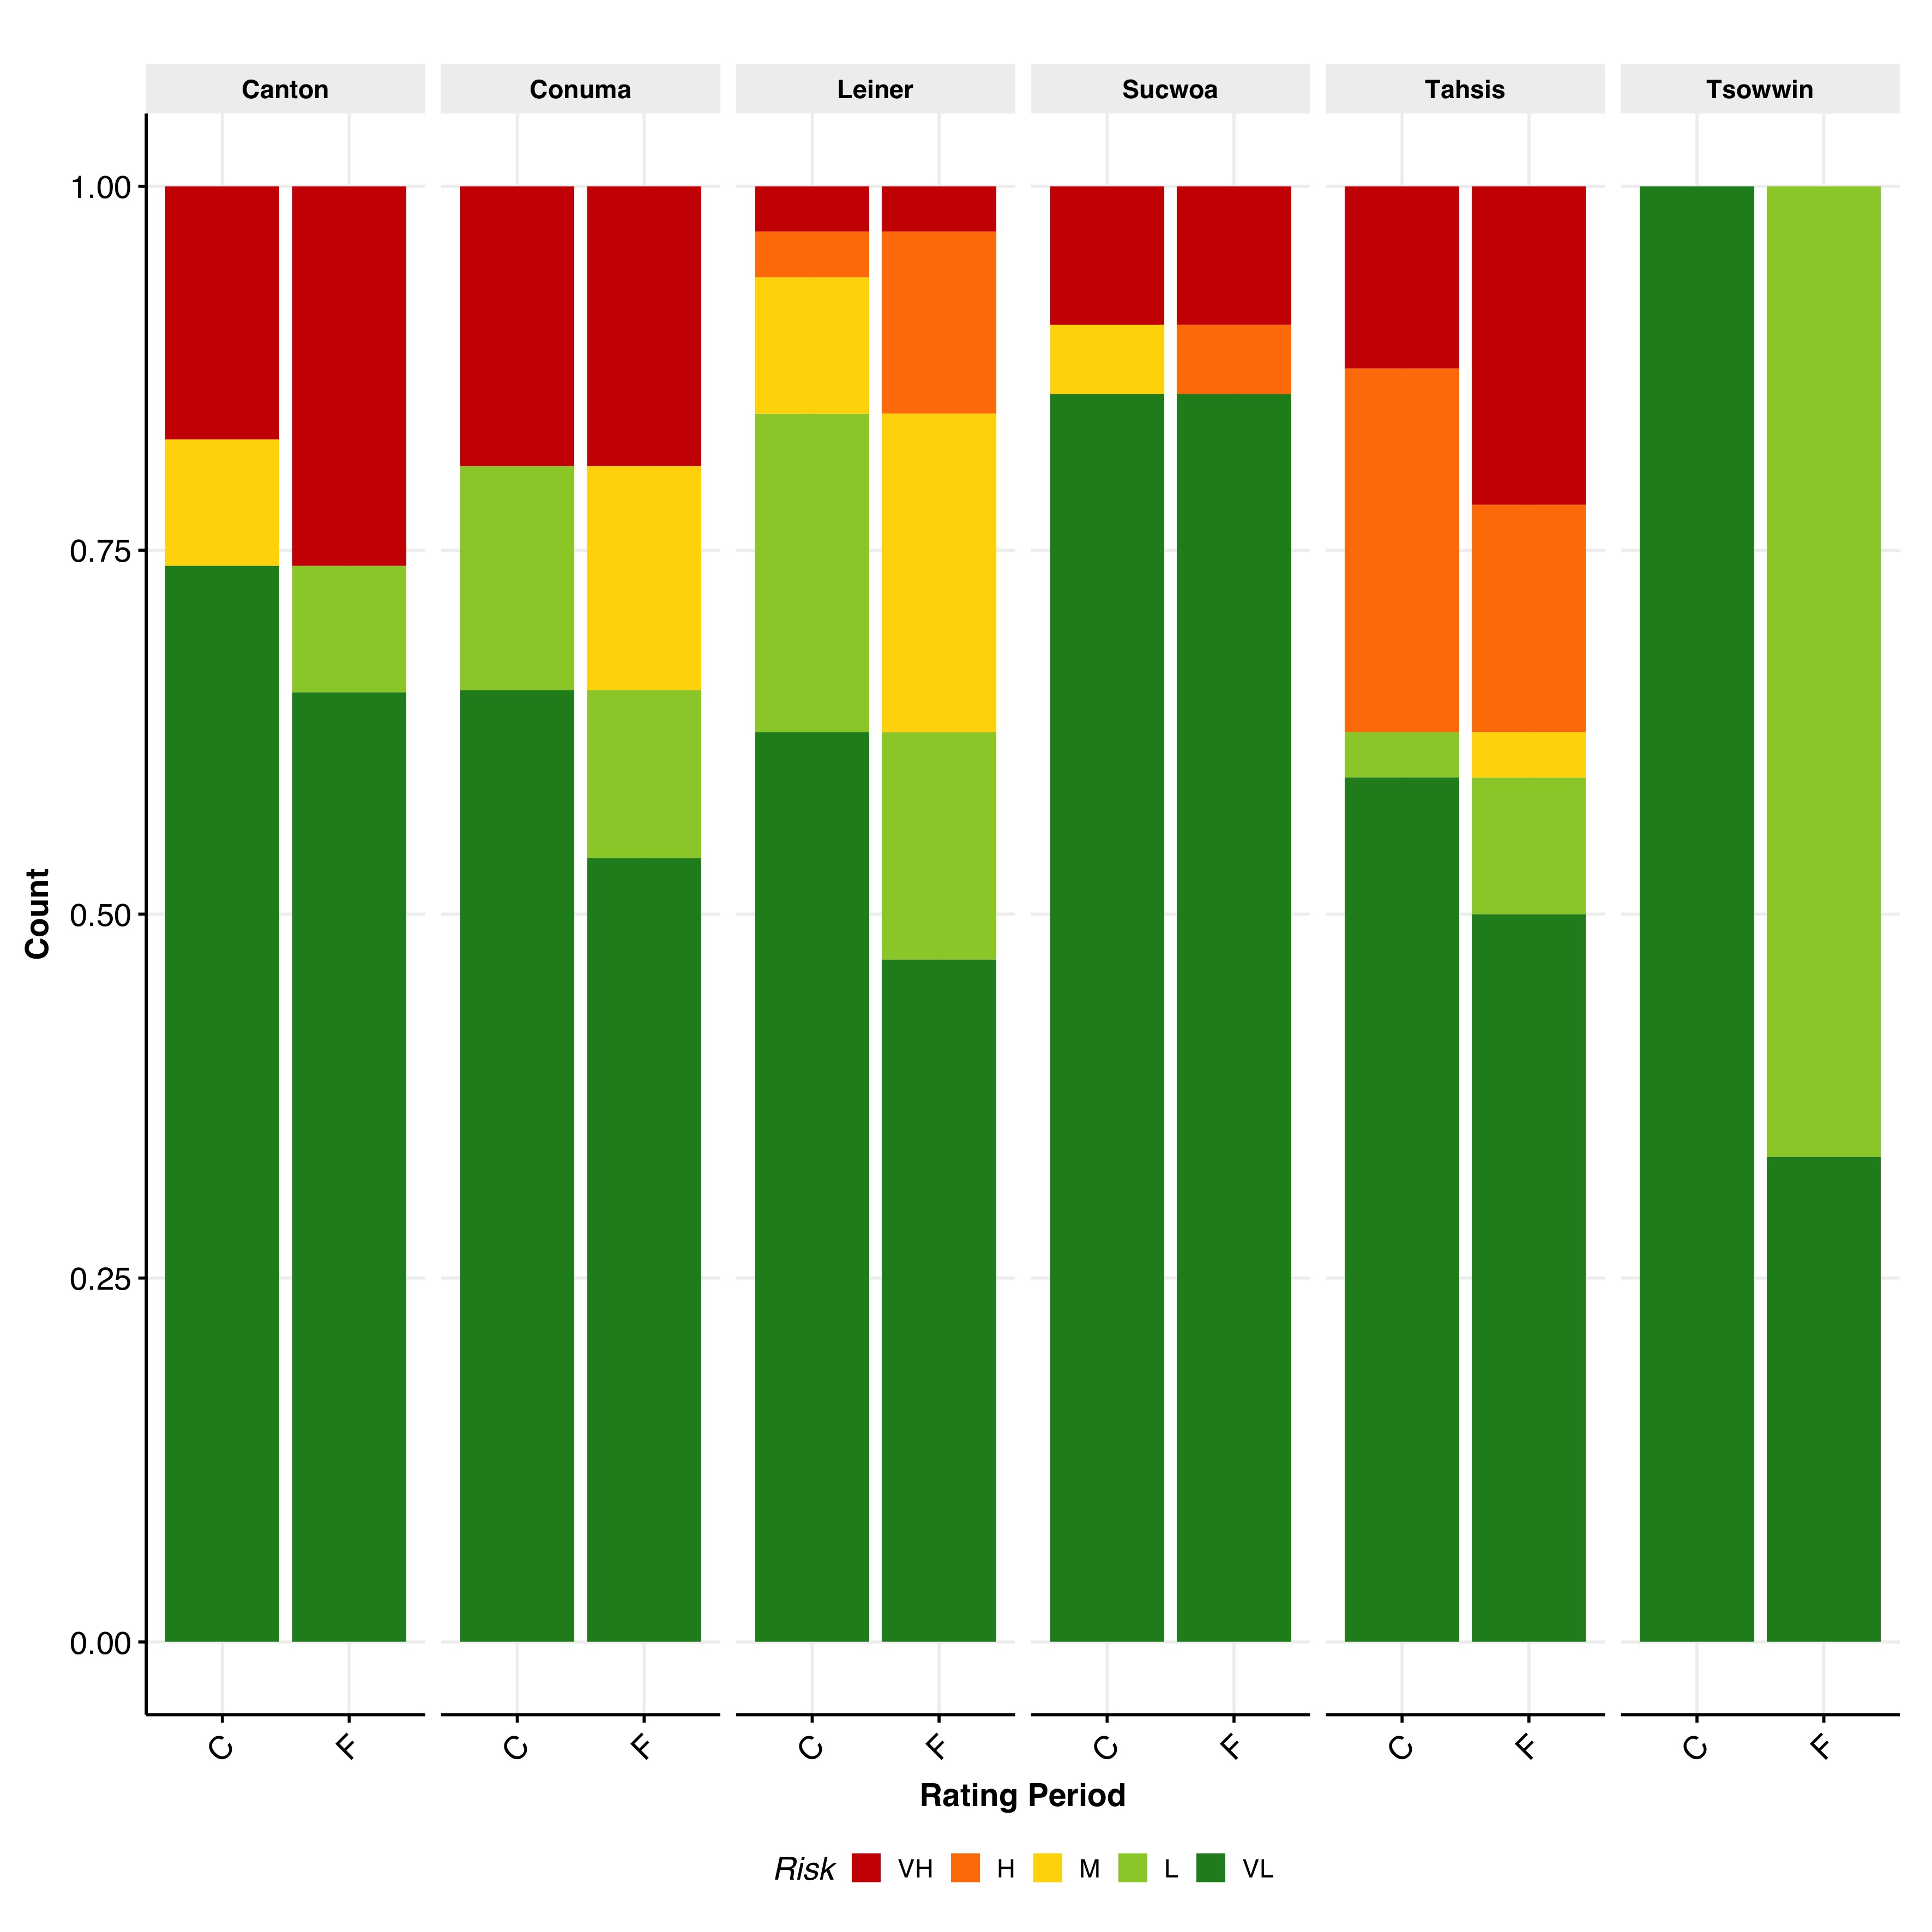 Canton Conuma Leiner Sucwoa Tahsis Tsowwin
1.00
0.75
0.50
0.25
0.00
Count
C F C F C F C F C F C F
Rating Period
Risk VH H M L VL